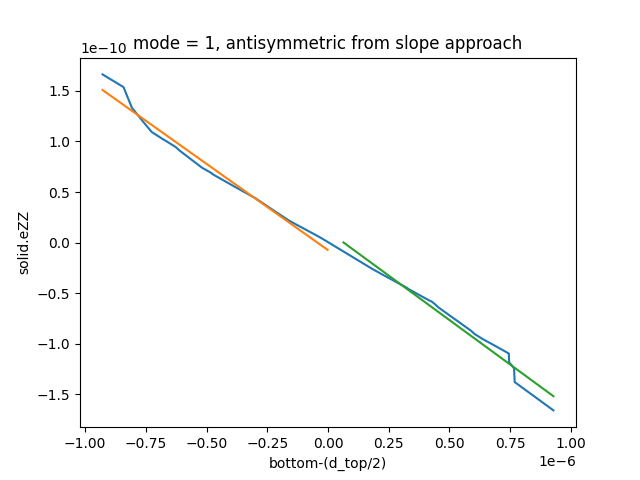 mode = 1, antisymmetric from slope approach
1e−10
1.5
1.0
0.5
0.0
−0.5
−1.0
−1.5
solid.eZZ
−1.00 −0.75 −0.50 −0.25 0.00 0.25 0.50 0.75 1.00
1e−6
bottom-(d_top/2)